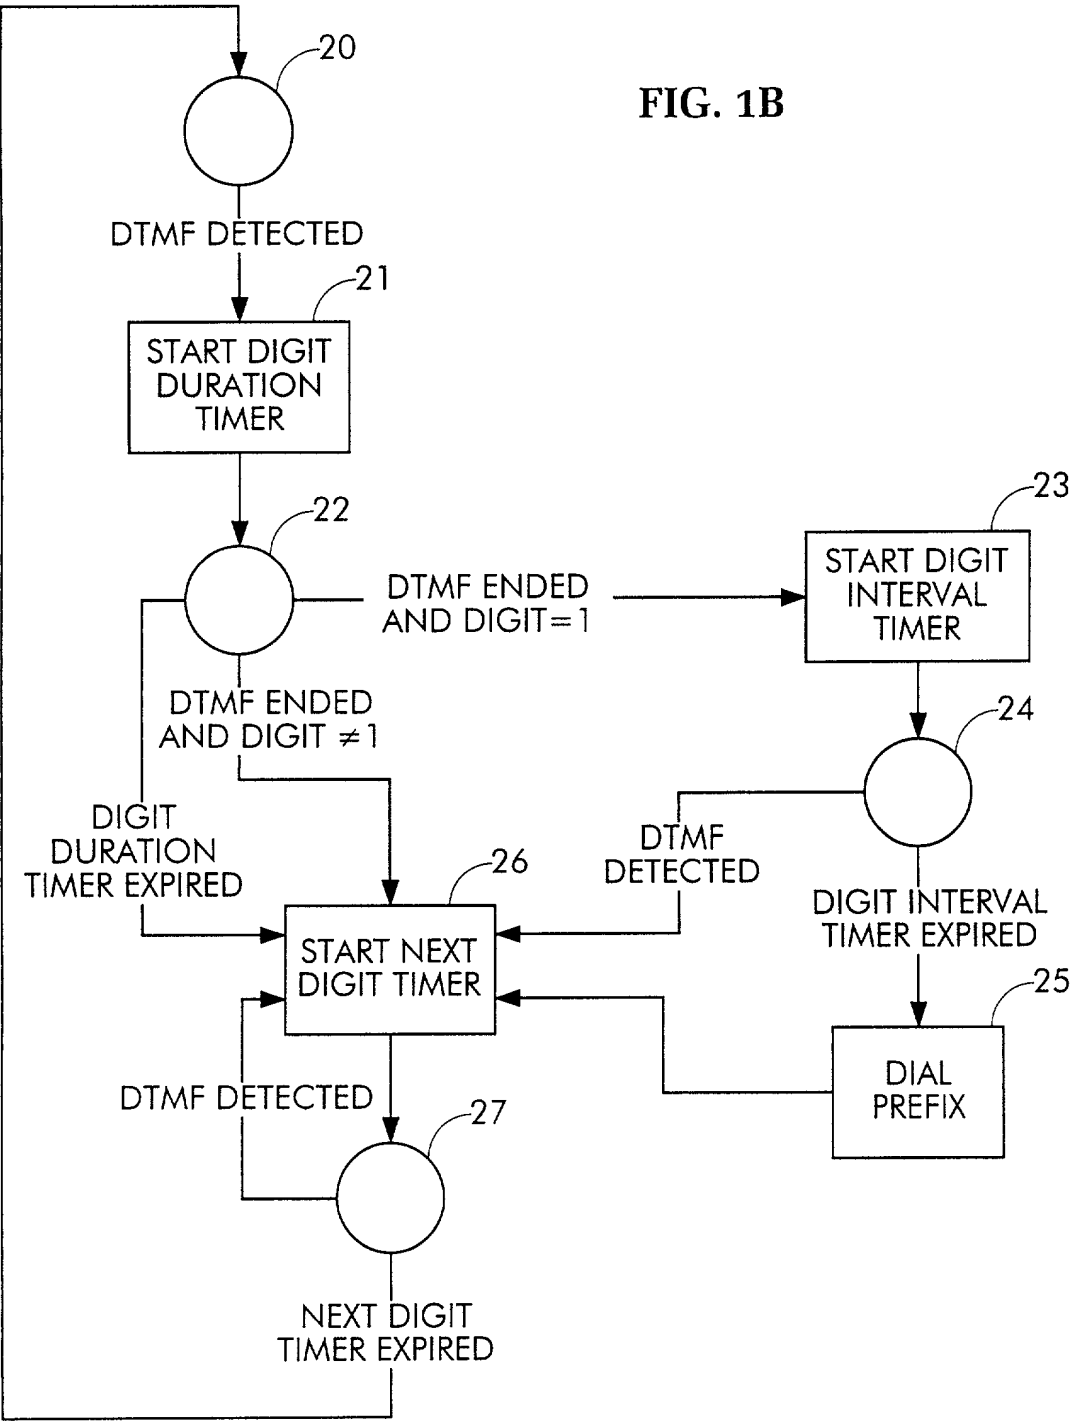 20
FIG. 1B
DTMF DETECTED
21
START DIGIT
DURATION
TIMER
22
23
DTMF ENDED
AND DIGIT=1
START DIGIT
INTERVAL
TIMER
DTMF ENDED
AND DIGIT ≠1
24
DIGIT
DURATION
TIMER EXPIRED
DTMF
DETECTED
26
DIGIT INTERVAL
TIMER EXPIRED
START NEXT
DIGIT TIMER
25
DIAL
PREFIX
DTMF DETECTED
27
NEXT DIGIT
TIMER EXPIRED